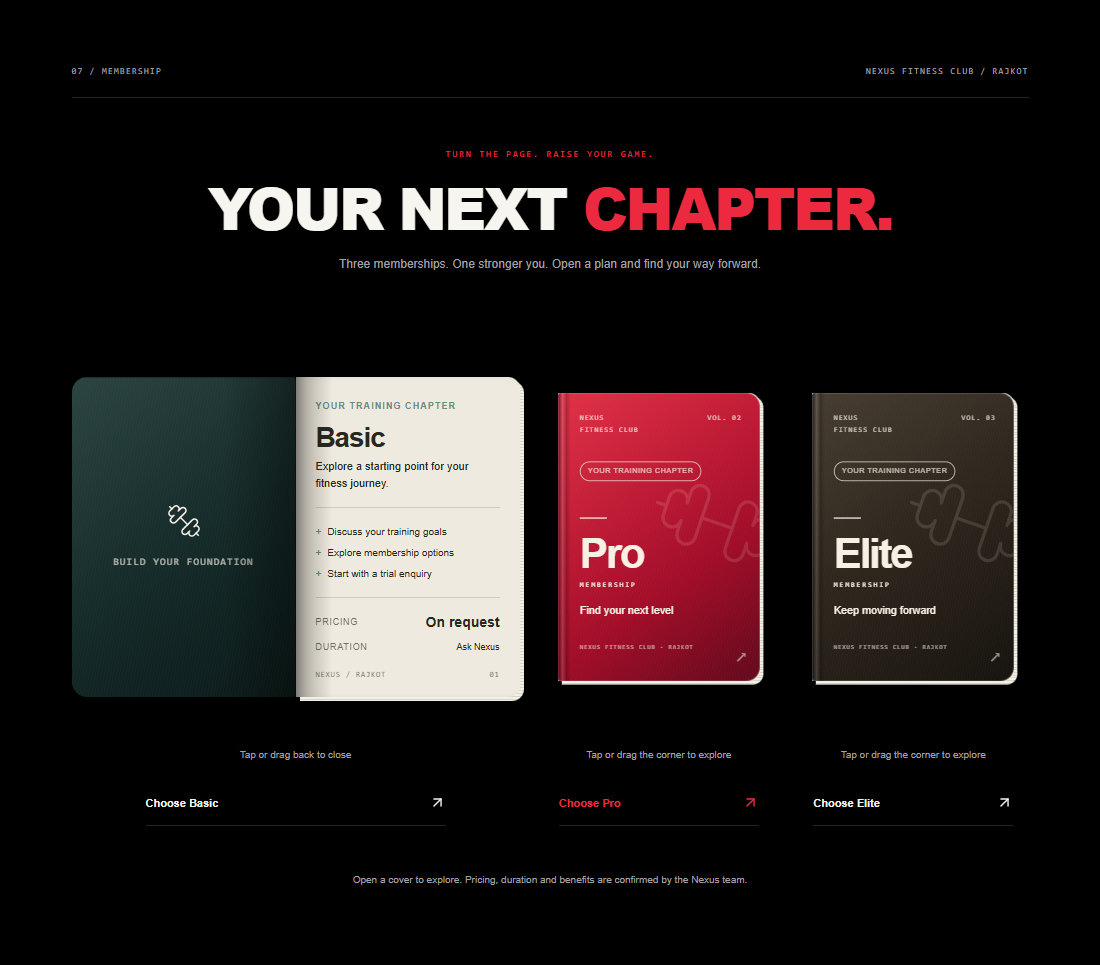 07 / MEMBERSHIP
NEXUS FITNESS CLUB / RAJKOT
TURN THE PAGE. RAISE YOUR GAME.
YOUR NEXT CHAPTER.
Three memberships. One stronger you. Open a plan and find your way forward.
BUILD YOUR FOUNDATION
YOUR TRAINING CHAPTER
Basic
Explore a starting point for your
fitness journey.
+ Discuss your training goals
+ Explore membership options
+ Start with a trial enquiry
PRICING On request
DURATION Ask Nexus
NEXUS / RAJKOT 01
Tap or drag back to close
Choose Basic
NEXUS
FITNESS CLUB
VOL. 02
YOUR TRAINING CHAPTER
Pro
MEMBERSHIP
Find your next level
NEXUS FITNESS CLUB - RAJKOT
Tap or drag the corner to explore
Choose Pro
NEXUS
FITNESS CLUB
VOL. 03
YOUR TRAINING CHAPTER
Elite
MEMBERSHIP
Keep moving forward
NEXUS FITNESS CLUB - RAJKOT
Tap or drag the corner to explore
Choose Elite
Open a cover to explore. Pricing, duration and benefits are confirmed by the Nexus team.